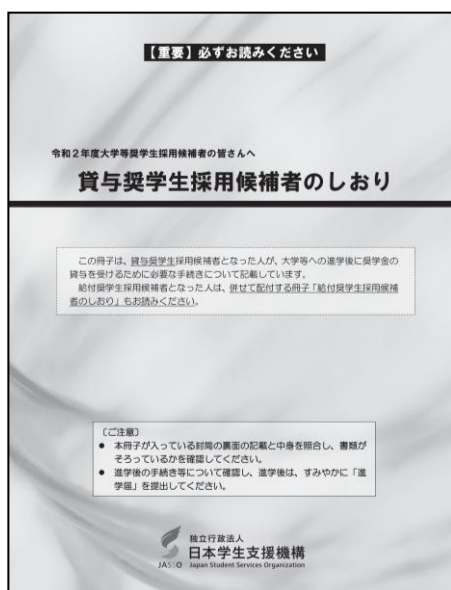 【重要】必ずお読みください
令和2年度大学等奨学生採用候補者の皆さんへ
貸与奨学生採用候補者のしおり
この冊子は、貸与奨学生採用候補者となった人が、大学等への進学後に奨学金の
貸与を受けるために必要な手続きについて記載しています。
給付奨学生採用候補者となった人は、併せて配付する冊子「給付奨学生採用候補
者のしおり」もお読みください。
〔ご注意〕
● 本冊子が入っている封筒の裏面の記載と中身を照合し、書類が
そろっているかを確認してください。
● 進学後の手続き等について確認し、進学後は、すみやかに「進
学届」を提出してください。
独立行政法人
日本学生支援機構
JASSO Japan Student Services Organization